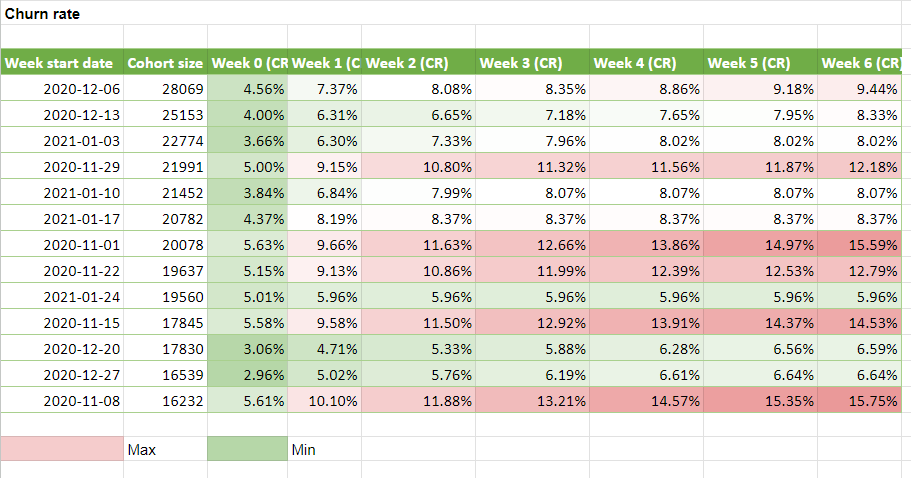 Churn rate
Week start date Cohort size Week 0 (CR Week 1 (C Week 2 (CR) Week 3 (CR) Week 4 (CR) Week 5 (CR) Week 6 (CR)
2020-12-06 28069 4.56% 7.37% 8.08% 8.35% 8.86% 9.18% 9.44%
2020-12-13 25153 4.00% 6.31% 6.65% 7.18% 7.65% 7.95% 8.33%
2021-01-03 22774 3.66% 6.30% 7.33% 7.96% 8.02% 8.02% 8.02%
2020-11-29 21991 5.00% 9.15% 10.80% 11.32% 11.56% 11.87% 12.18%
2021-01-10 21452 3.84% 6.84% 7.99% 8.07% 8.07% 8.07% 8.07%
2021-01-17 20782 4.37% 8.19% 8.37% 8.37% 8.37% 8.37% 8.37%
2020-11-01 20078 5.63% 9.66% 11.63% 12.66% 13.86% 14.97% 15.59%
2020-11-22 19637 5.15% 9.13% 10.86% 11.99% 12.39% 12.53% 12.79%
2021-01-24 19560 5.01% 5.96% 5.96% 5.96% 5.96% 5.96% 5.96%
2020-11-15 17845 5.58% 9.58% 11.50% 12.92% 13.91% 14.37% 14.53%
2020-12-20 17830 3.06% 4.71% 5.33% 5.88% 6.28% 6.56% 6.59%
2020-12-27 16539 2.96% 5.02% 5.76% 6.19% 6.61% 6.64% 6.64%
2020-11-08 16232 5.61% 10.10% 11.88% 13.21% 14.57% 15.35% 15.75%
Max Min